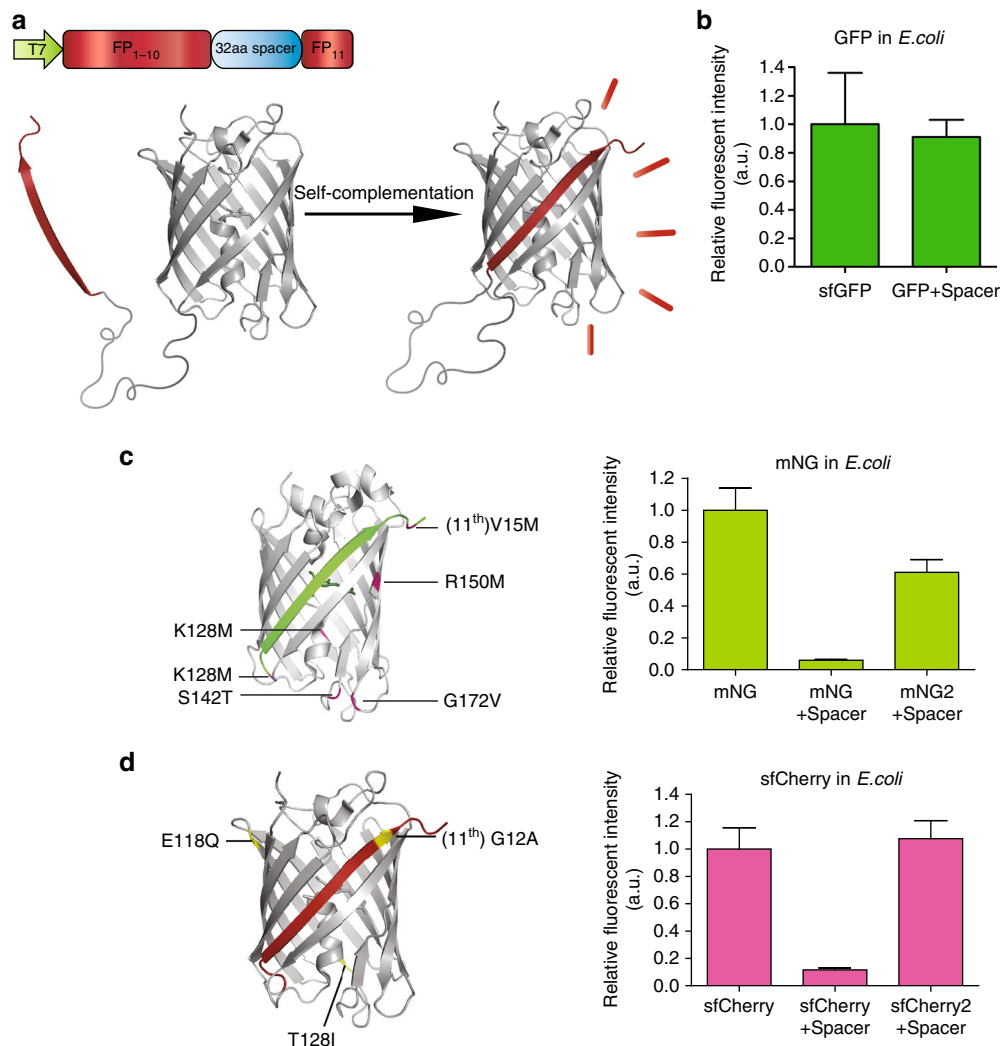 a
T7
FP1–10
32aa spacer
FP11
Self-complementation
b
GFP in E.coli
Relative fluorescent intensity
(a.u.)
1.4
1.2
1.0
0.8
0.6
0.4
0.2
0.0
sfGFP
GFP+Spacer
c
(11th)V15M
R150M
K128M
K128M
S142T
G172V
mNG in E.coli
Relative fluorescent intensity
(a.u.)
1.2
1.0
0.8
0.6
0.4
0.2
0.0
mNG
mNG
+Spacer
mNG2
+Spacer
d
E118Q
(11th) G12A
T128I
sfCherry in E.coli
Relative fluorescent intensity
(a.u.)
1.4
1.2
1.0
0.8
0.6
0.4
0.2
0.0
sfCherry
sfCherry
+Spacer
sfCherry2
+Spacer